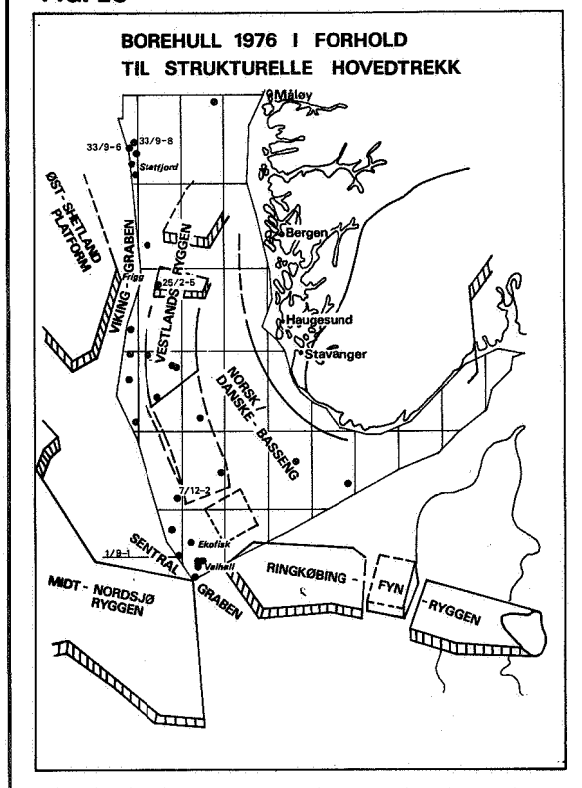 BOREHULL 1976 I FORHOLD
TIL STRUKTURELLE HOVEDTREKK
Måløy
33/9-8
33/9-6
Statfjord
ØST-SHETLAND
PLATFORM
VIKING-GRABEN
VESTLANDS RYGGEN
Bergen
Frigg
25/2-5
Haugesund
Stavanger
NORSK/
DANSKE-BASSENG
7/12-2
Ekofisk
1/9-1
SENTRAL
GRABEN
Valhall
MIDT-NORDSJØ
RYGGEN
RINGKØBING-
FYN
-RYGGEN